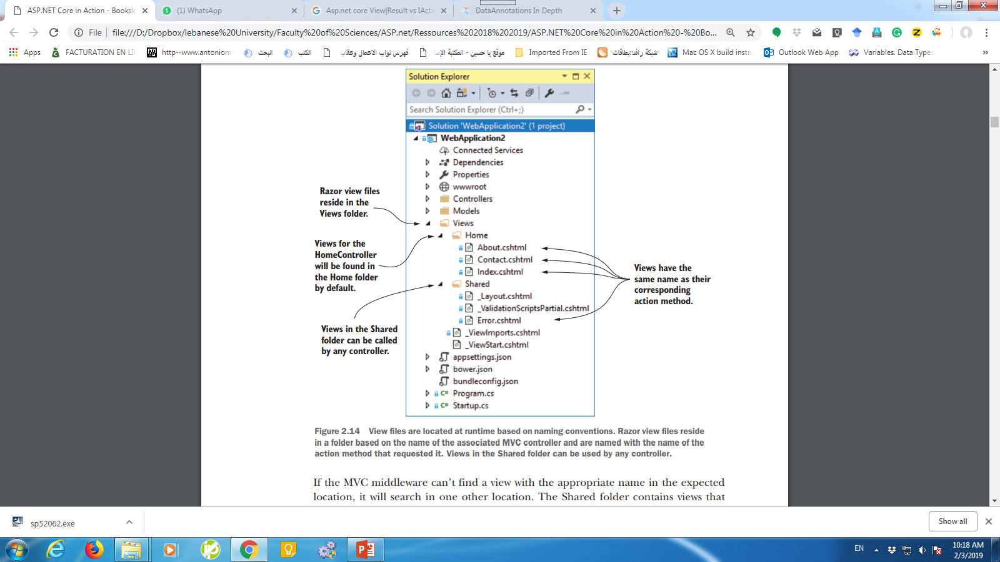 ASP.NET Core in Action - Booksk
(1) WhatsApp
Asp.net core View|Result vs IActio
DataAnnotations In Depth
File
file:///D:/Dropbox/lebanese%20University/Faculty%20of%20Sciences/ASP.net/Ressources%202018%202019/ASP.NET%20Core%20in%20Action%20-%20Bo...
Apps
FACTURATION EN LIC
http--www.antoniom
البحث
الكتب
فهرس ثواب الاعمال وعقاب
موقع يا حسين - المكتبة الإسا
Imported From IE
شبكة رافد::بطاقات
Mac OS X build instru
Outlook Web App
Variables. Data Types
»
Solution Explorer
Search Solution Explorer (Ctrl+;)
Solution 'WebApplication2' (1 project)
WebApplication2
Connected Services
Dependencies
Properties
wwwroot
Controllers
Models
Views
Home
About.cshtml
Contact.cshtml
Index.cshtml
Shared
_Layout.cshtml
_ValidationScriptsPartial.cshtml
Error.cshtml
_ViewImports.cshtml
_ViewStart.cshtml
appsettings.json
bower.json
bundleconfig.json
C# Program.cs
C# Startup.cs
Razor view files
reside in the
Views folder.
Views for the
HomeController
will be found in
the Home folder
by default.
Views in the Shared
folder can be called
by any controller.
Views have the
same name as their
corresponding
action method.
Figure 2.14 View files are located at runtime based on naming conventions. Razor view files reside
in a folder based on the name of the associated MVC controller and are named with the name of the
action method that requested it. Views in the Shared folder can be used by any controller.
If the MVC middleware can't find a view with the appropriate name in the expected
location, it will search in one other location. The Shared folder contains views that
sp52062.exe
Show all
EN
10:18 AM
2/3/2019